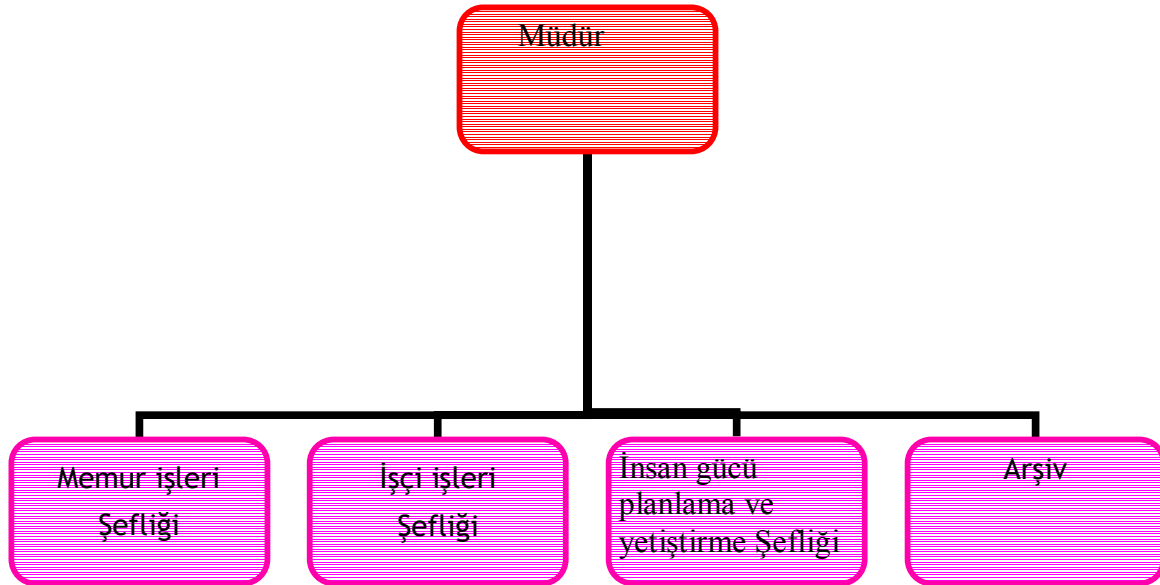 Müdür
Memur işleri
Şefliği
İşçi işleri
Şefliği
İnsan gücü
planlama ve
yetiştirme Şefliği
Arşiv